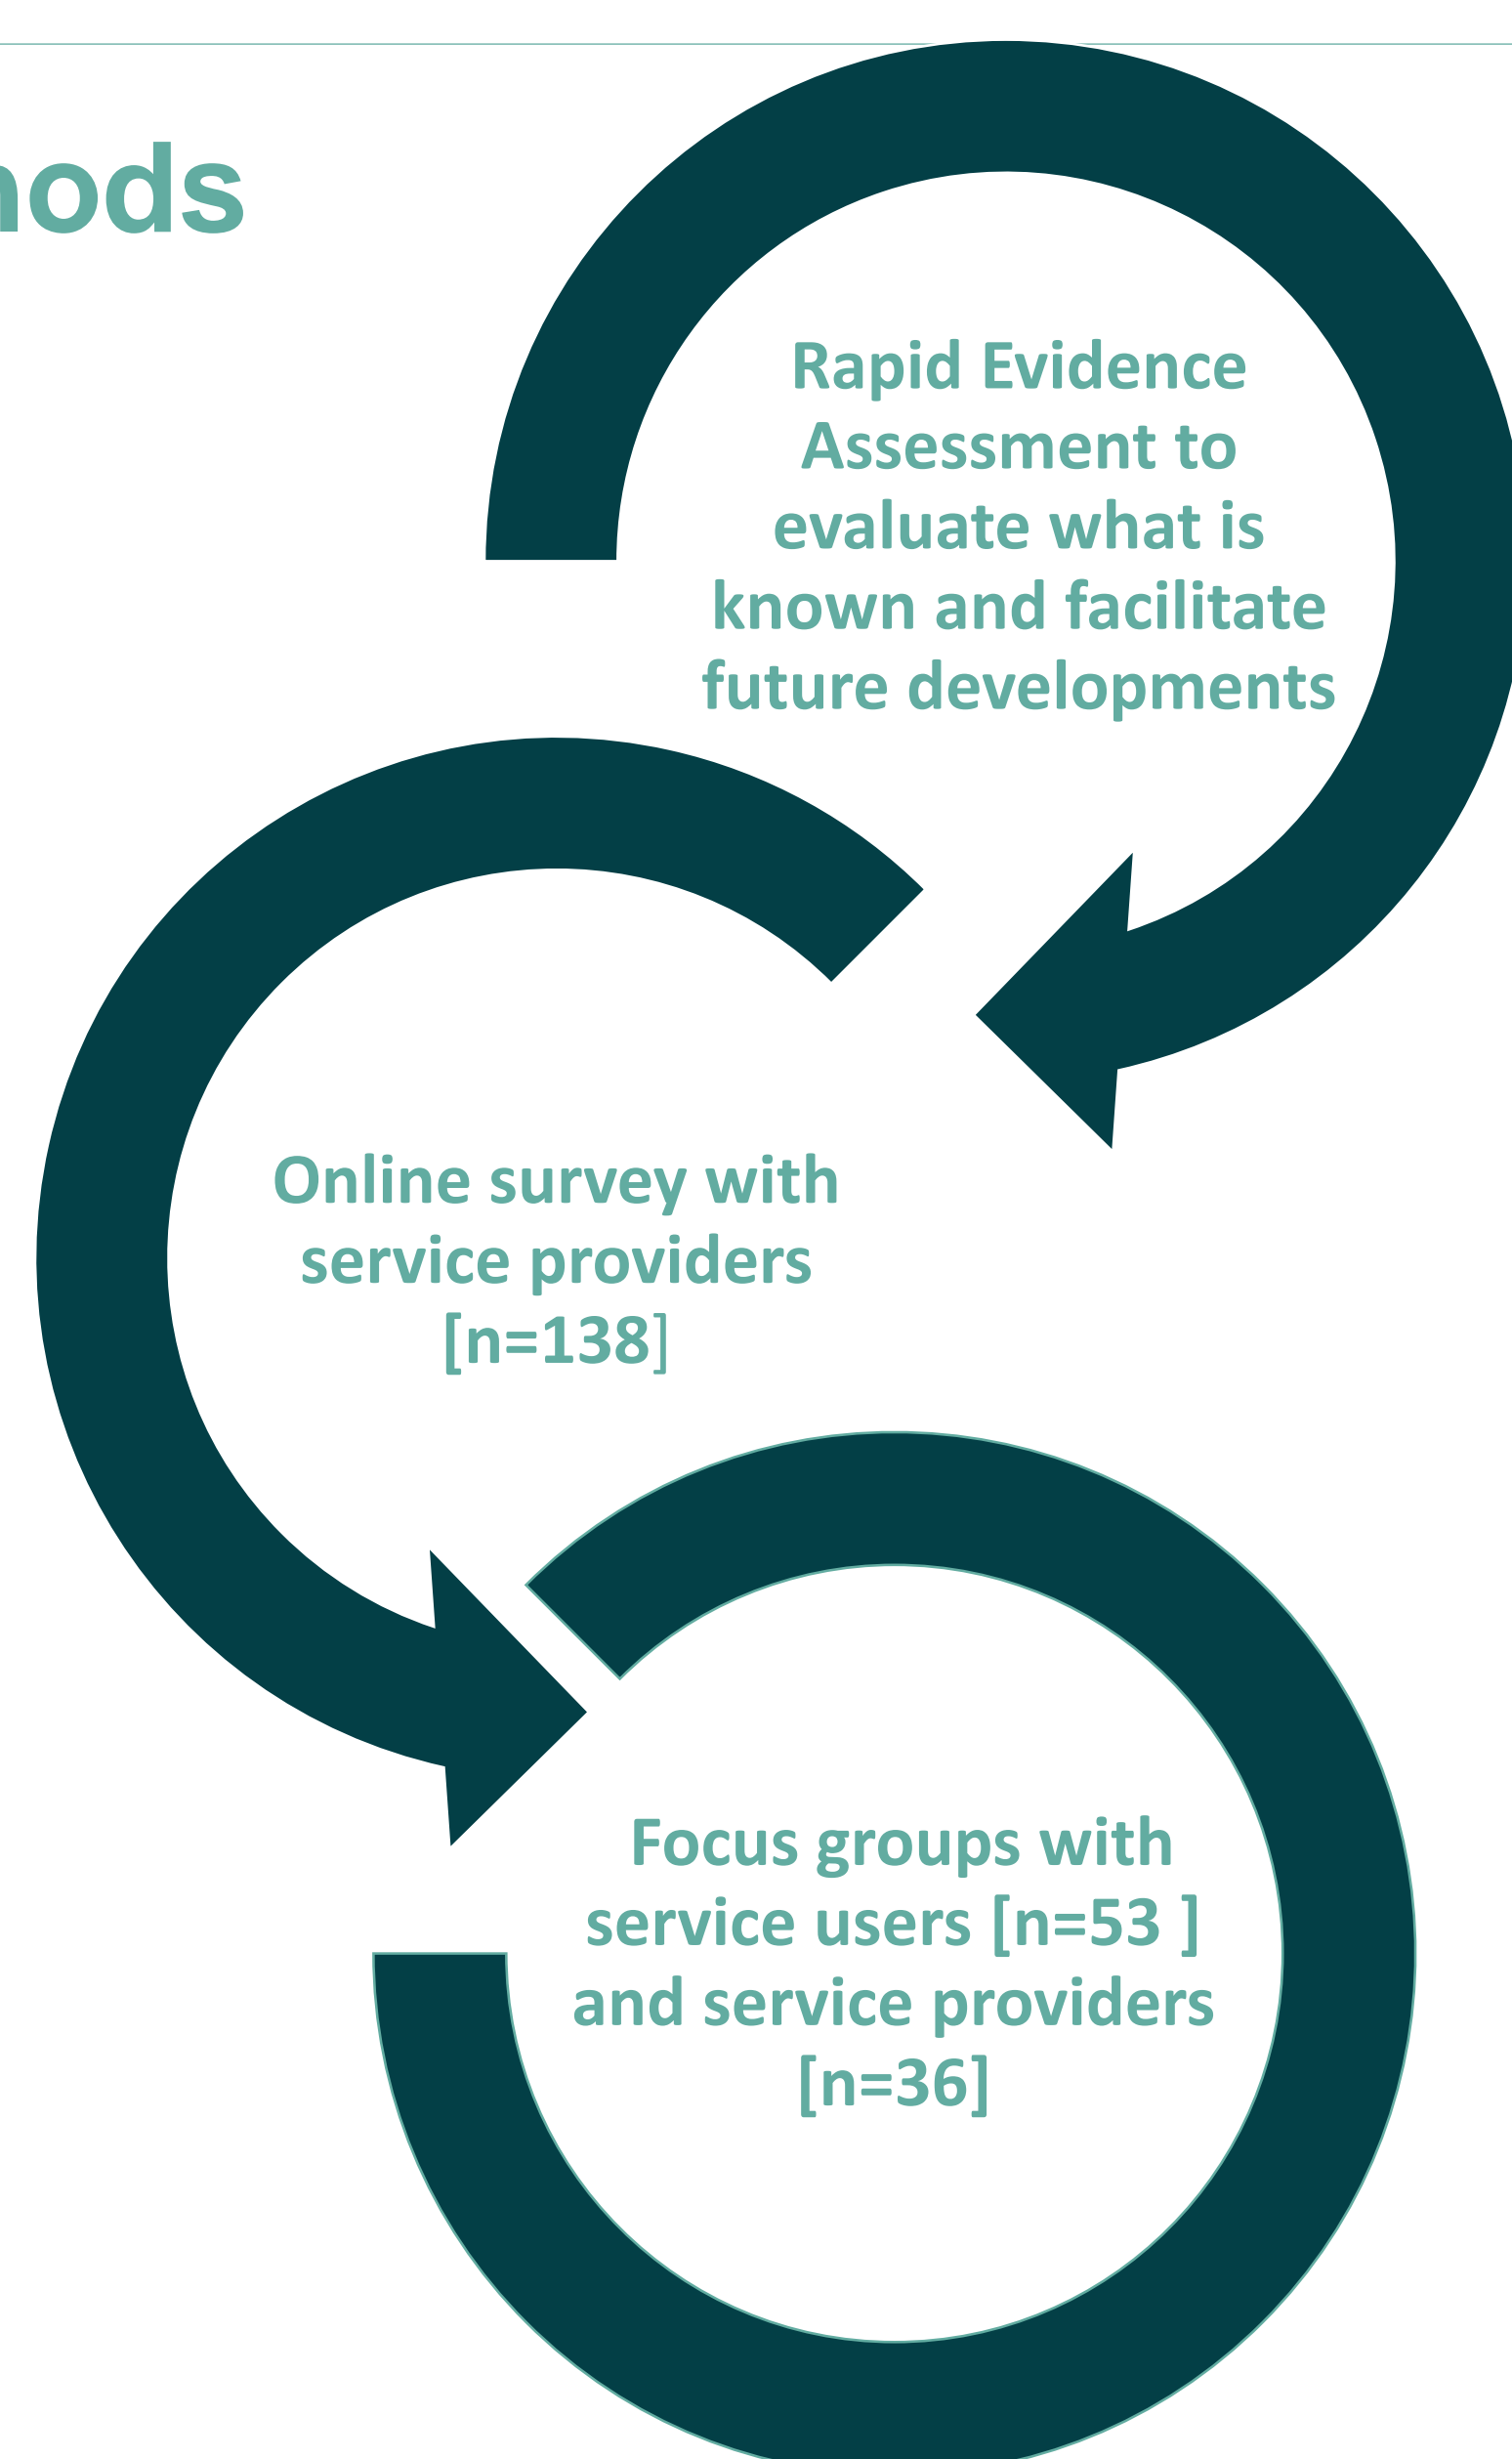 ods
Rapid Evidence
Assessment to
evaluate what is
known and facilitate
future developments
Online survey with
service providers
[n=138]
Focus groups with
service users [n=53 ]
and service providers
[n=36]